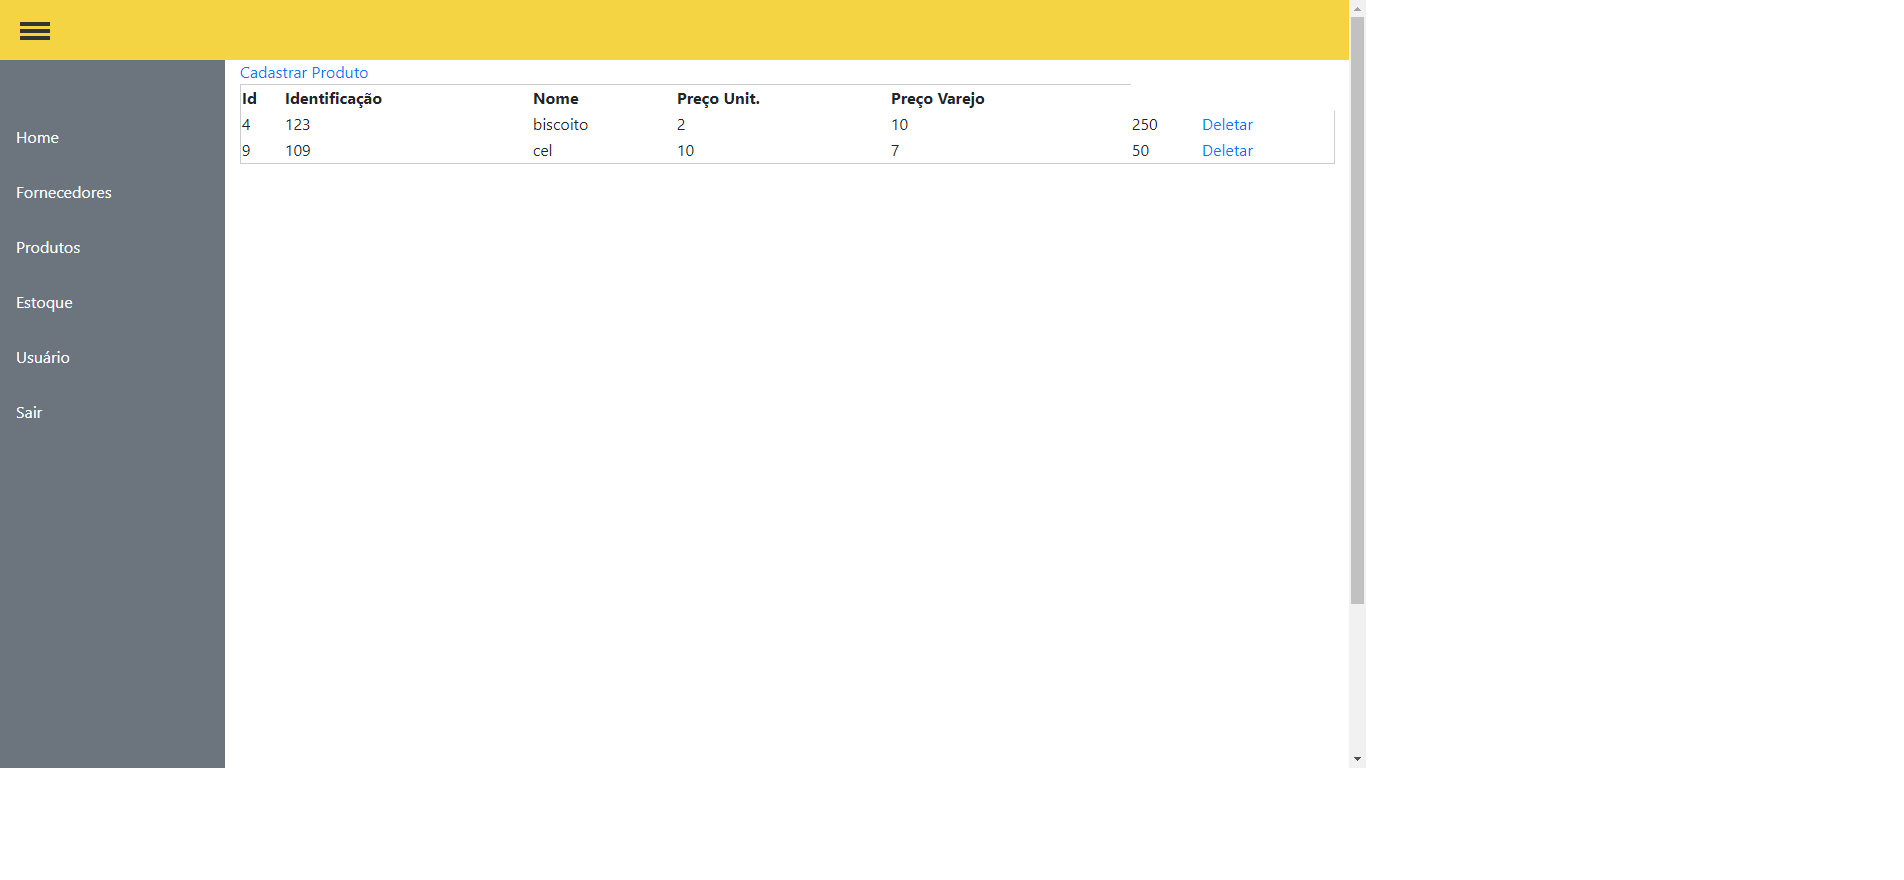 Cadastrar Produto
Id Identificação Nome Preço Unit. Preço Varejo
4 123 biscoito 2 10 250 Deletar
9 109 cel 10 7 50 Deletar
Home
Fornecedores
Produtos
Estoque
Usuário
Sair